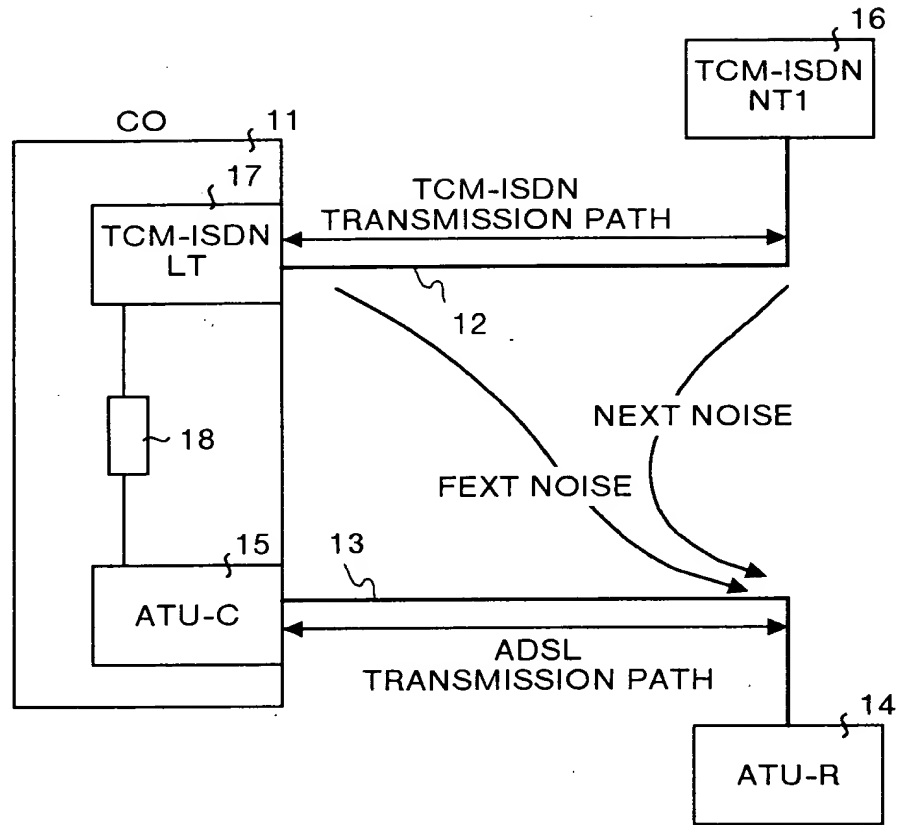 16
TCM-ISDN
NT1
CO
11
17
TCM-ISDN
LT
TCM-ISDN
TRANSMISSION PATH
12
NEXT NOISE
18
FEXT NOISE
15
ATU-C
13
ADSL
TRANSMISSION PATH
14
ATU-R